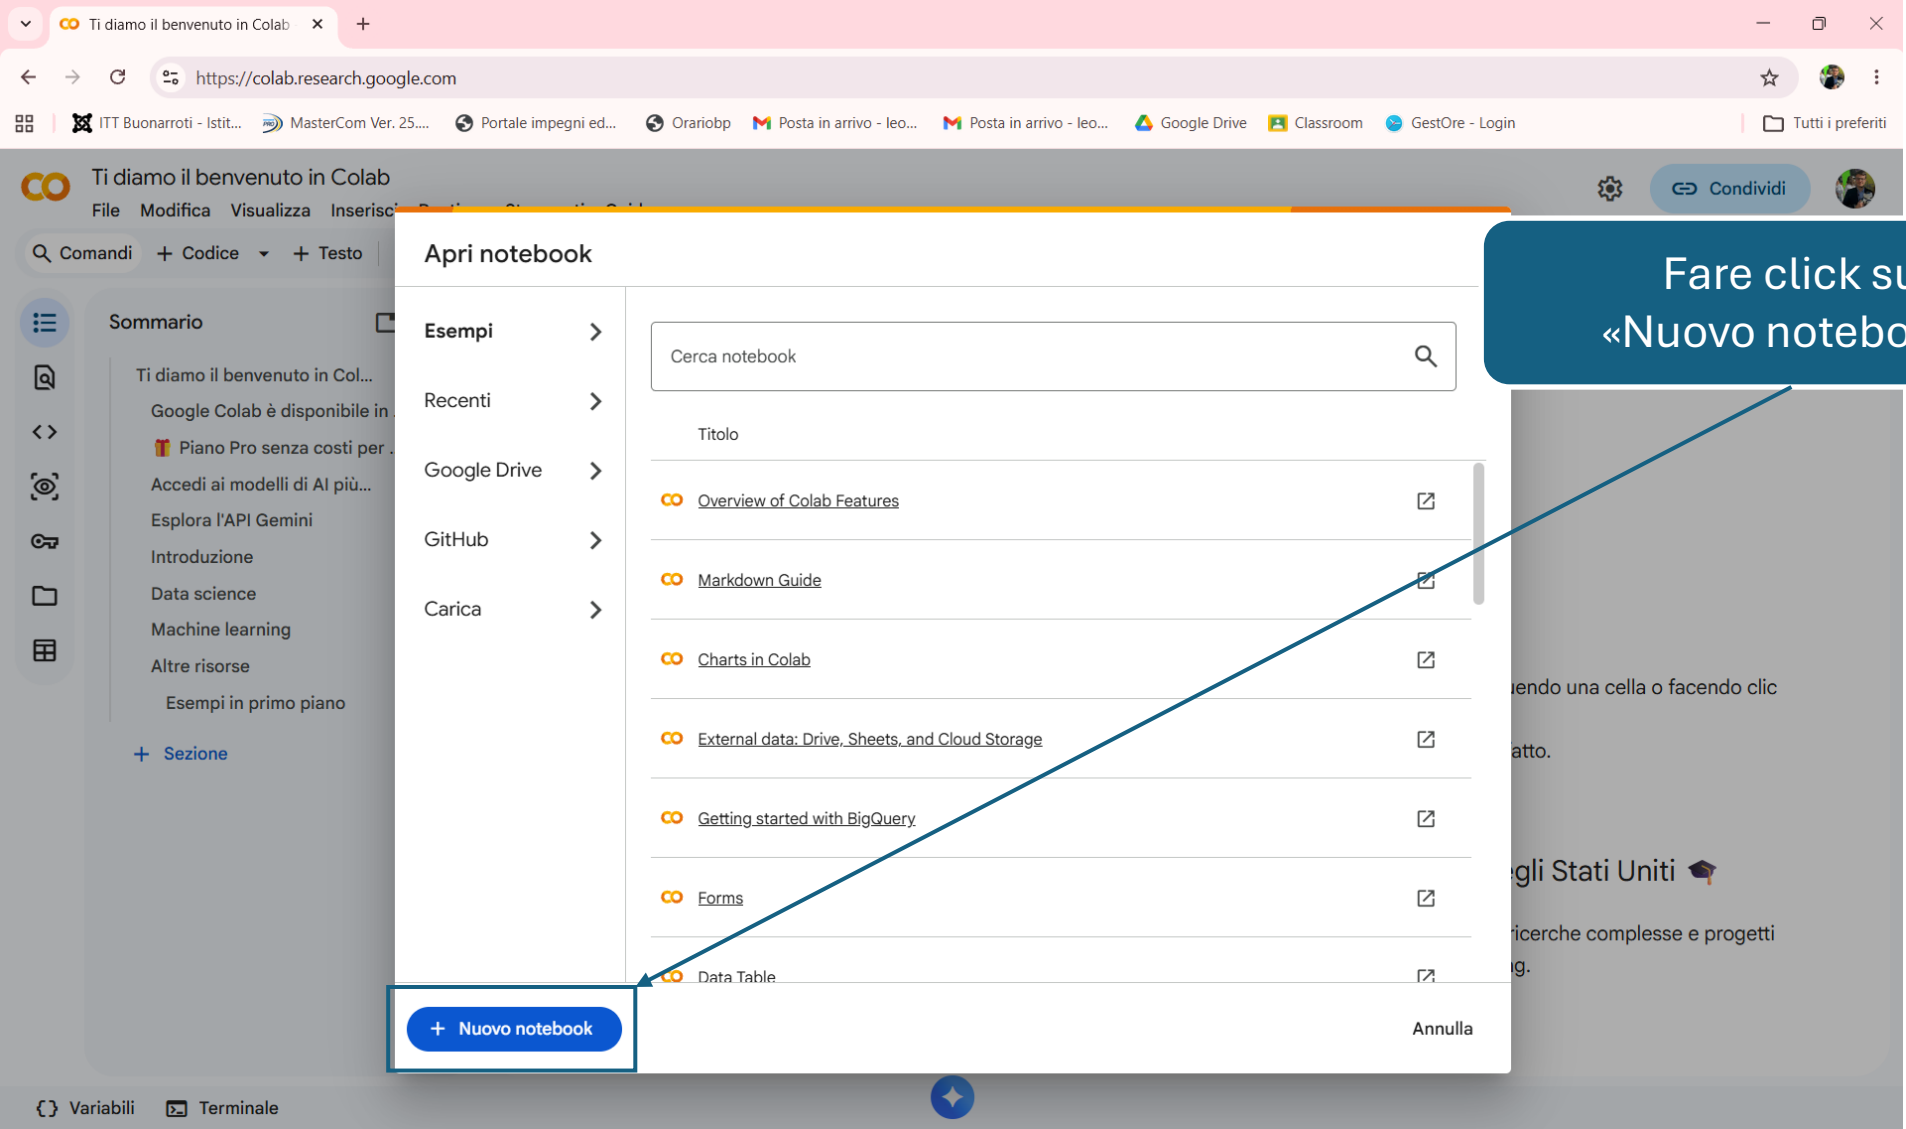 Ti diamo il benvenuto in Colab
https://colab.research.google.com
ITT Buonarroti - Istit...
MasterCom Ver. 25....
Portale impegni ed...
Orariobp
Posta in arrivo - leo...
Posta in arrivo - leo...
Google Drive
Classroom
GestOre - Login
Tutti i preferiti
Ti diamo il benvenuto in Colab
File Modifica Visualizza Inserisci
Condividi
Comandi + Codice + Testo
Apri notebook
Fare click su
«Nuovo notebo
Sommario
Ti diamo il benvenuto in Col...
Google Colab è disponibile in .
Piano Pro senza costi per .
Accedi ai modelli di AI più...
Esplora l'API Gemini
Introduzione
Data science
Machine learning
Altre risorse
Esempi in primo piano
+ Sezione
Esempi
Recenti
Google Drive
GitHub
Carica
Cerca notebook
Titolo
Overview of Colab Features
Markdown Guide
Charts in Colab
External data: Drive, Sheets, and Cloud Storage
Getting started with BigQuery
Forms
Data Table
uendo una cella o facendo clic
atto.
egli Stati Uniti
ricerche complesse e progetti
g.
+ Nuovo notebook
Annulla
Variabili
Terminale